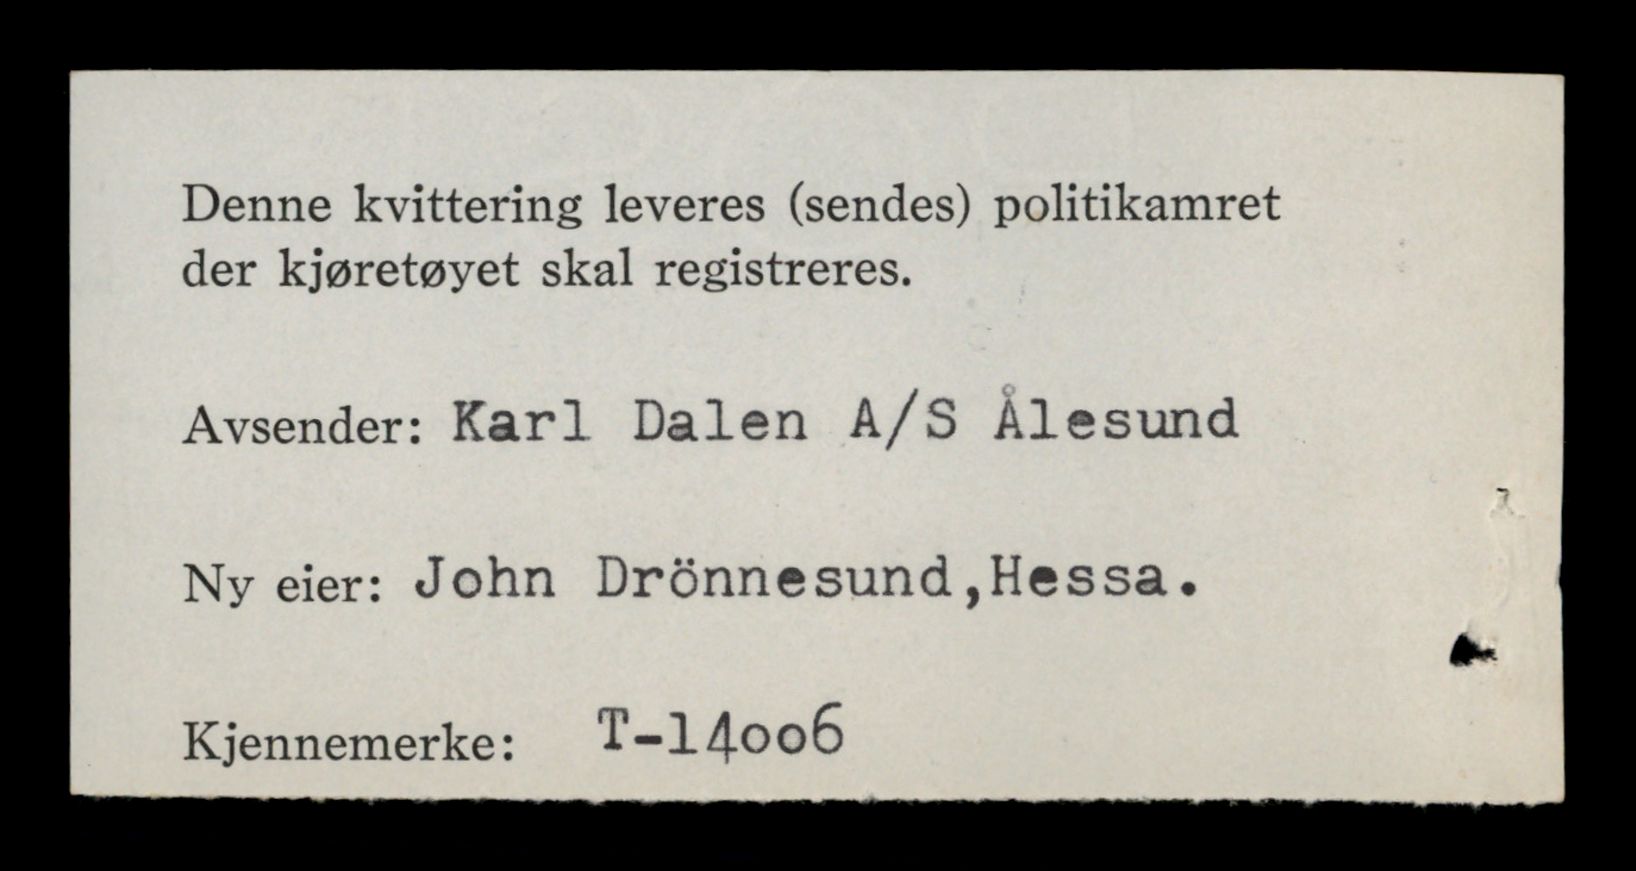 Denne kvittering leveres (sendes) politikamret
der kjøretøyet skal registreres.
Avsender: Karl Dalen A/S Ålesund
Ny eier: John Drönnesund,Hessa.
Kjennemerke: T-14006